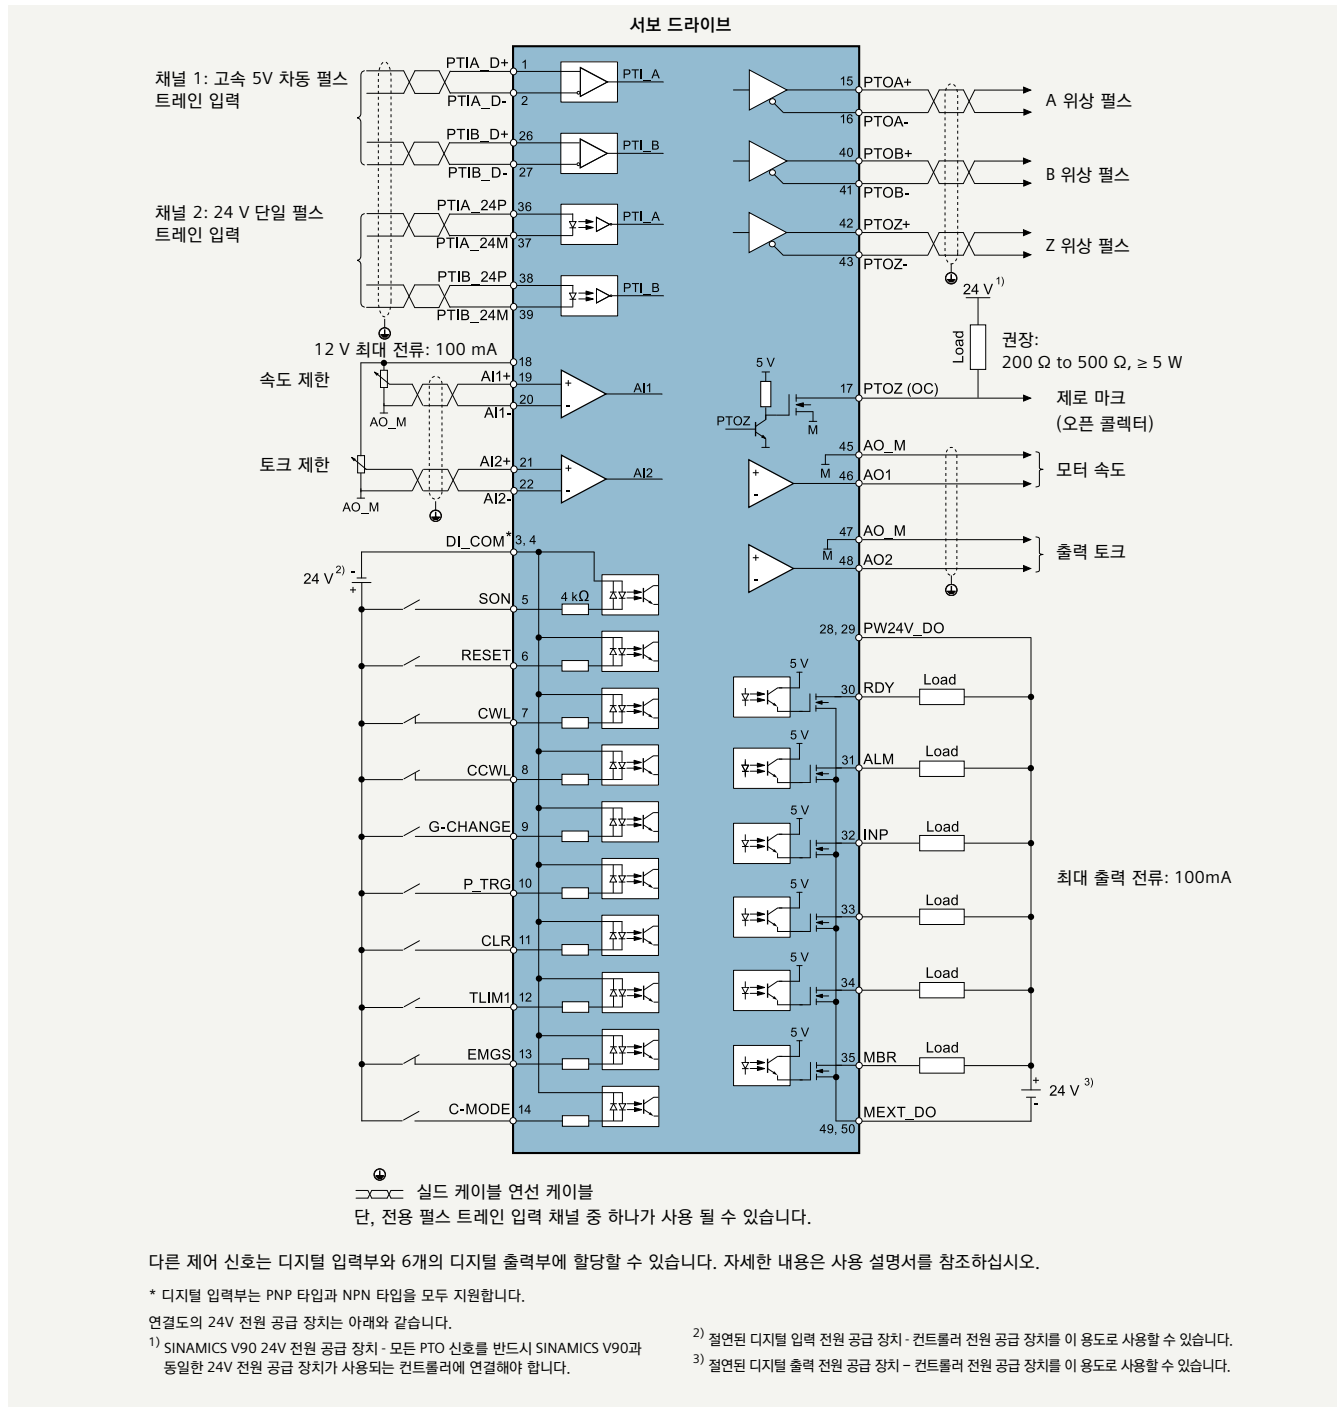 서보 드라이브
채널 1: 고속 5V 차동 펄스
트레인 입력
PTIA_D+
1
PTI_A
PTIA_D-
2
PTIB_D+
26
PTI_B
PTIB_D-
27
채널 2: 24 V 단일 펄스
트레인 입력
PTIA_24P
36
PTI_A
PTIA_24M
37
PTIB_24P
38
PTI_B
PTIB_24M
39
12 V 최대 전류: 100 mA
18
속도 제한
AI1+
19
AI1
20
AI1-
AO_M
토크 제한
AI2+
21
AI2
22
AI2-
AO_M
DI_COM*
3, 4
24 V 2)
-
+
SON
5
4 kΩ
RESET
6
CWL
7
CCWL
8
G-CHANGE
9
P_TRG
10
CLR
11
TLIM1
12
EMGS
13
C-MODE
14
15
PTOA+
A 위상 펄스
16
PTOA-
40
PTOB+
B 위상 펄스
41
PTOB-
42
PTOZ+
Z 위상 펄스
43
PTOZ-
24 V 1)
Load
권장:
200 Ω to 500 Ω, ≥ 5 W
5 V
17
PTOZ (OC)
제로 마크
(오픈 콜렉터)
PTOZ
M
45
AO_M
M
모터 속도
46
AO1
47
AO_M
M
출력 토크
48
AO2
28, 29
PW24V_DO
5 V
30
RDY
Load
5 V
31
ALM
Load
5 V
32
INP
Load
최대 출력 전류: 100mA
5 V
33
Load
5 V
34
Load
5 V
35
MBR
Load
+
24 V 3)
-
MEXT_DO
49, 50
실드 케이블 연선 케이블
단, 전용 펄스 트레인 입력 채널 중 하나가 사용 될 수 있습니다.
다른 제어 신호는 디지털 입력부와 6개의 디지털 출력부에 할당할 수 있습니다. 자세한 내용은 사용 설명서를 참조하십시오.
* 디지털 입력부는 PNP 타입과 NPN 타입을 모두 지원합니다.
연결도의 24V 전원 공급 장치는 아래와 같습니다.
1) SINAMICS V90 24V 전원 공급 장치 - 모든 PTO 신호를 반드시 SINAMICS V90과
동일한 24V 전원 공급 장치가 사용되는 컨트롤러에 연결해야 합니다.
2) 절연된 디지털 입력 전원 공급 장치 - 컨트롤러 전원 공급 장치를 이 용도로 사용할 수 있습니다.
3) 절연된 디지털 출력 전원 공급 장치 – 컨트롤러 전원 공급 장치를 이 용도로 사용할 수 있습니다.